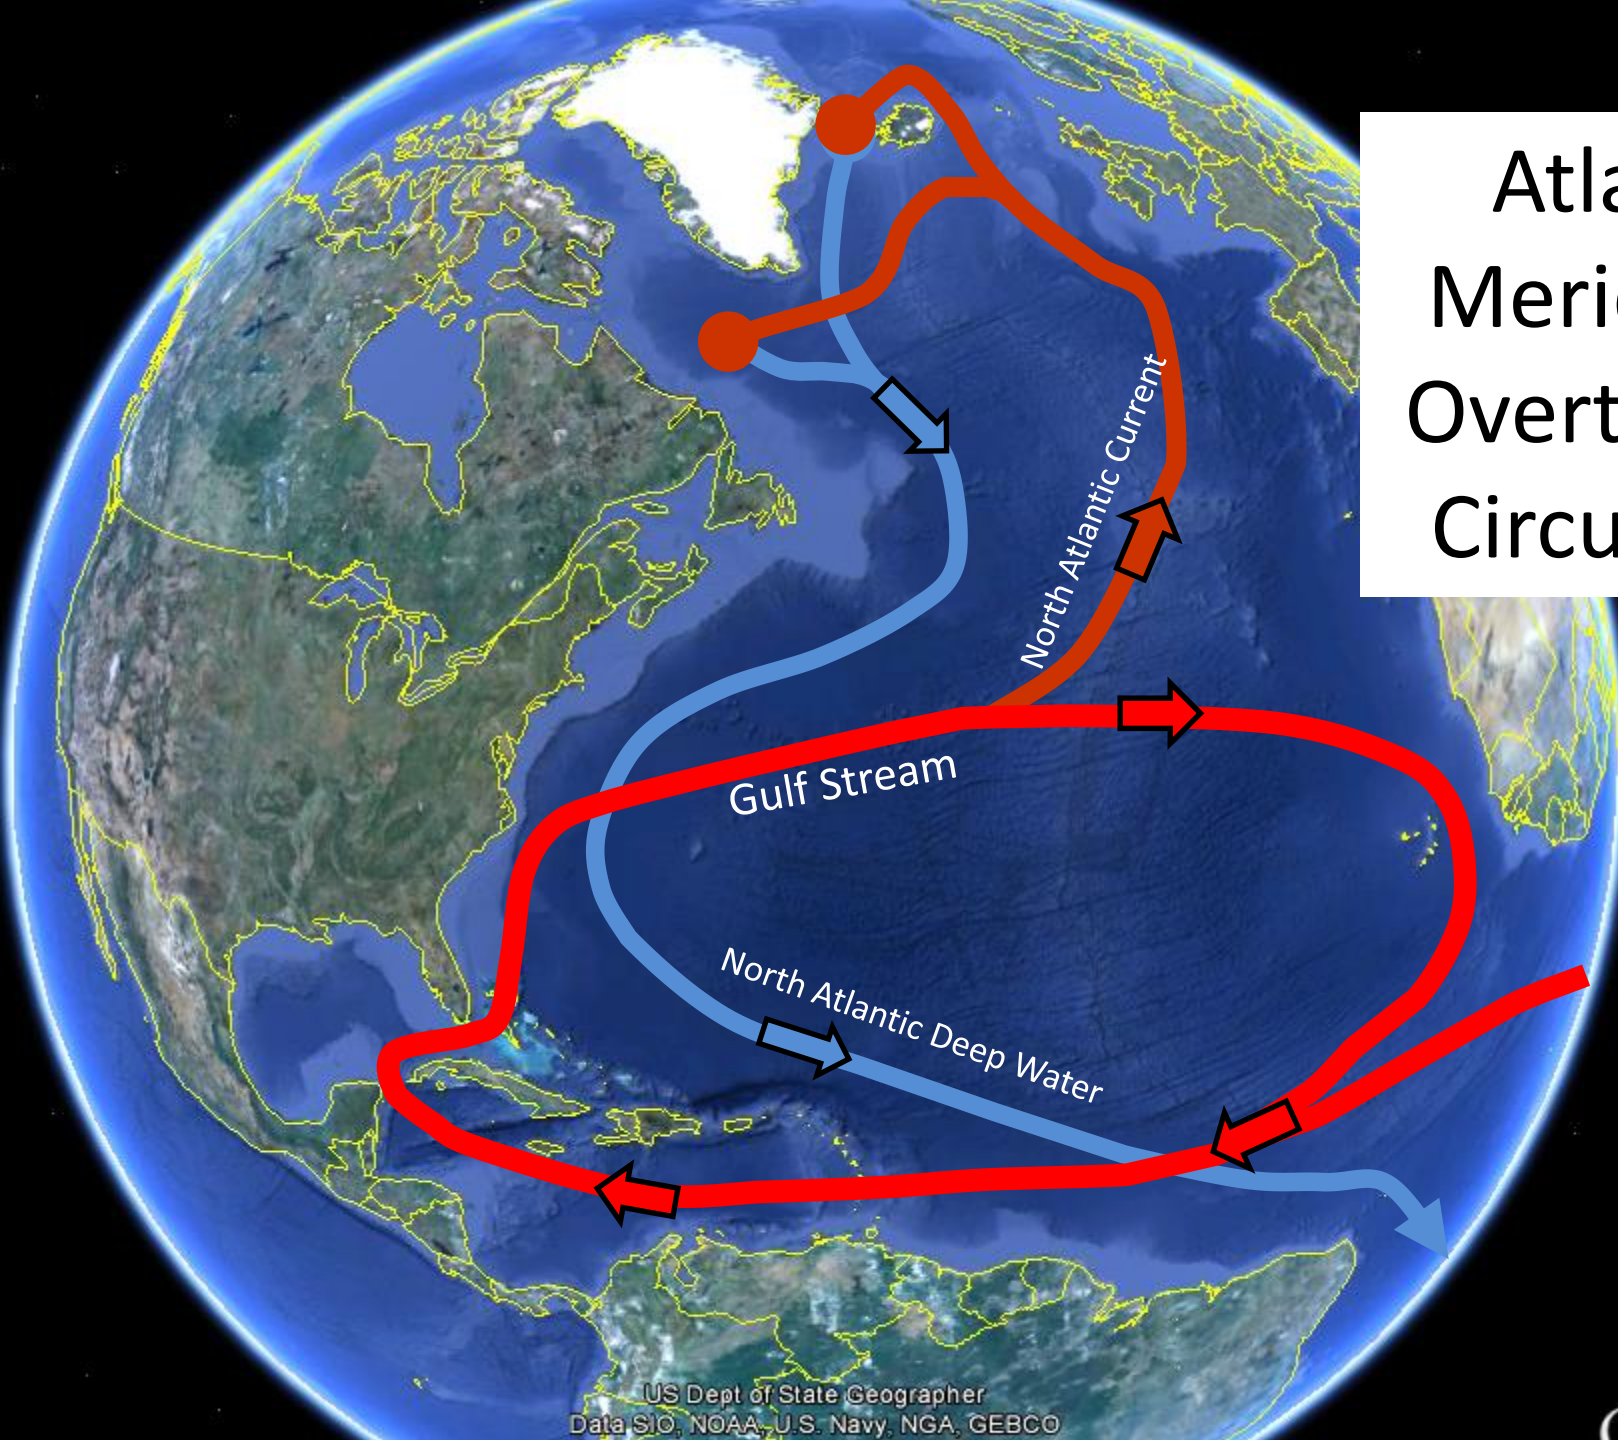 Atla
Meri
Overt
Circu
North Atlantic Current
Gulf Stream
North Atlantic Deep Water
US Dept of State Geographer
Data SIO, NOAA, U.S. Navy, NGA, GEBCO